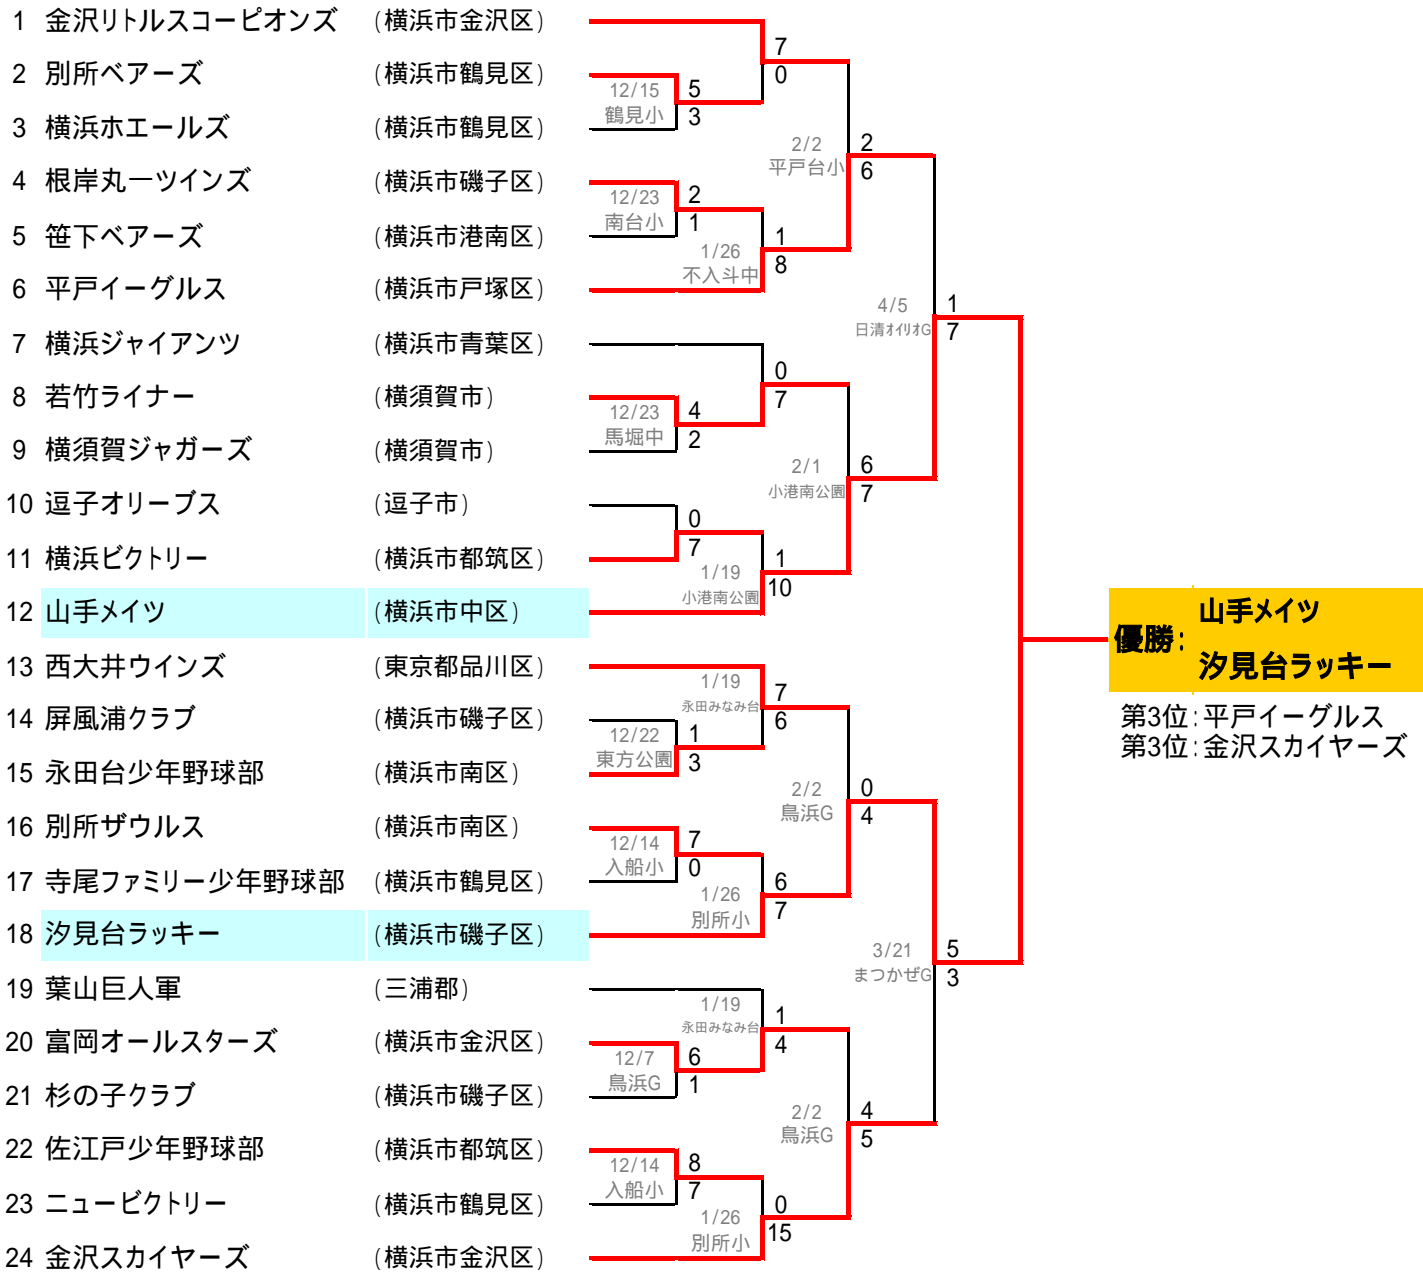 1 金沢リトルスコーピオンズ (横浜市金沢区)
7
0
2 別所ベアーズ (横浜市鶴見区)
12/15 5
鶴見小 3
3 横浜ホエールズ (横浜市鶴見区)
2/2 2
平戸台小 6
4 根岸丸一ツインズ (横浜市磯子区)
12/23 2
南台小 1
5 笹下ベアーズ (横浜市港南区)
1/26 1
不入斗中 8
6 平戸イーグルス (横浜市戸塚区)
4/5 1
日清オイリオG 7
7 横浜ジャイアンツ (横浜市青葉区)
0
7
8 若竹ライナー (横須賀市)
12/23 4
馬堀中 2
9 横須賀ジャガーズ (横須賀市)
2/1 6
小港南公園 7
10 逗子オリーブス (逗子市)
0
7
11 横浜ビクトリー (横浜市都筑区)
1/19 1
小港南公園 10
12 山手メイツ (横浜市中区)
優勝:
山手メイツ
汐見台ラッキー
第3位:平戸イーグルス
第3位:金沢スカイヤーズ
13 西大井ウインズ (東京都品川区)
1/19 7
永田みなみ台 6
14 屏風浦クラブ (横浜市磯子区)
12/22 1
東方公園 3
15 永田台少年野球部 (横浜市南区)
2/2 0
鳥浜G 4
16 別所ザウルス (横浜市南区)
12/14 7
入船小 0
17 寺尾ファミリー少年野球部 (横浜市鶴見区)
1/26 6
別所小 7
18 汐見台ラッキー (横浜市磯子区)
3/21 5
まつかぜG 3
19 葉山巨人軍 (三浦郡)
1/19 1
永田みなみ台 4
20 富岡オールスターズ (横浜市金沢区)
12/7 6
鳥浜G 1
21 杉の子クラブ (横浜市磯子区)
2/2 4
鳥浜G 5
22 佐江戸少年野球部 (横浜市都筑区)
12/14 8
入船小 7
23 ニュービクトリー (横浜市鶴見区)
1/26 0
別所小 15
24 金沢スカイヤーズ (横浜市金沢区)